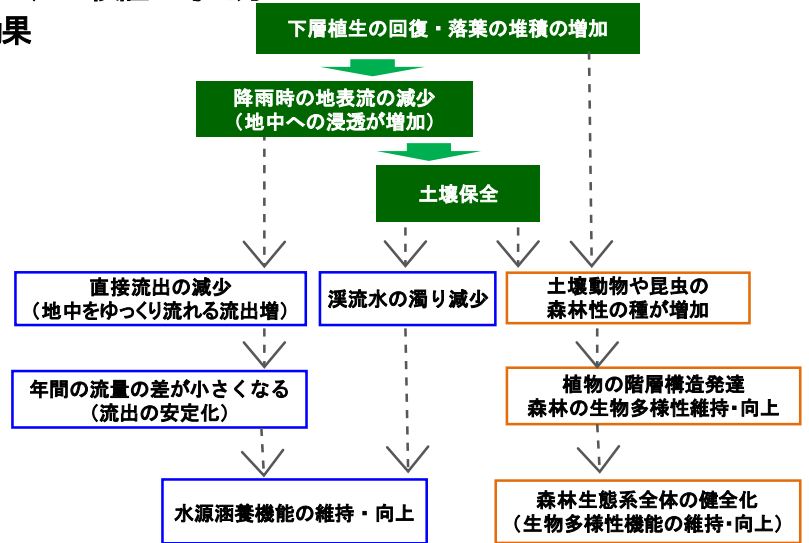 果
下層植生の回復・落葉の堆積の増加
降雨時の地表流の減少
（地中への浸透が増加）
土壌保全
直接流出の減少
（地中をゆっくり流れる流出増）
渓流水の濁り減少
土壌動物や昆虫の
森林性の種が増加
年間の流量の差が小さくなる
（流出の安定化）
植物の階層構造発達
森林の生物多様性維持・向上
水源涵養機能の維持・向上
森林生態系全体の健全化
（生物多様性機能の維持・向上）